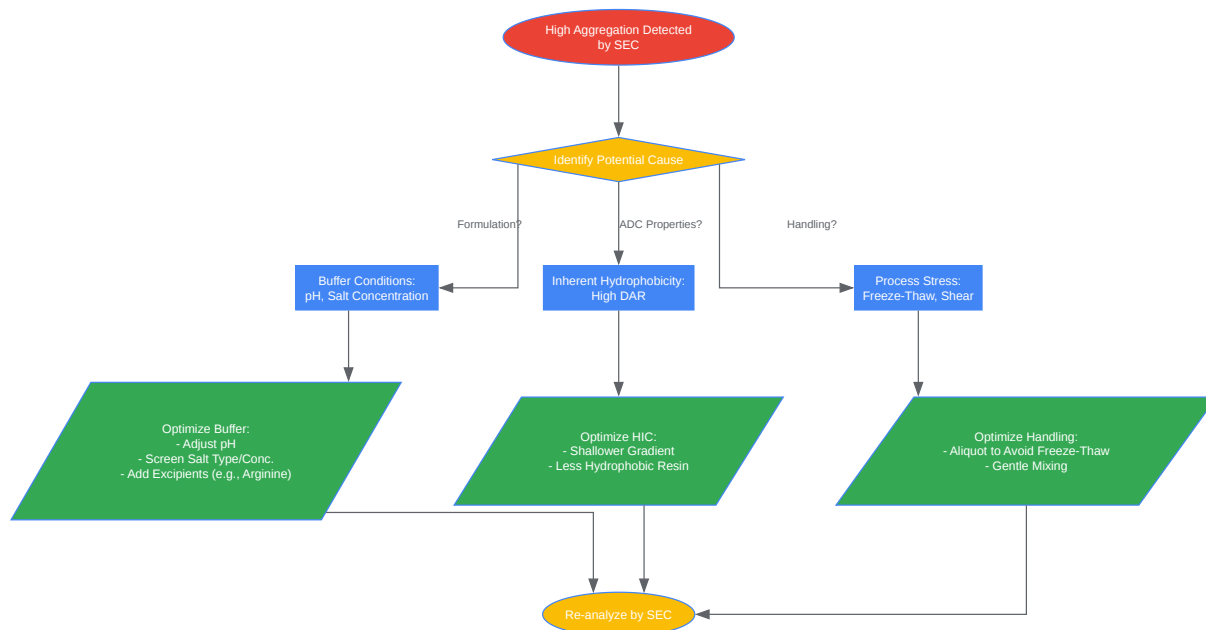 High Aggregation Detected
by SEC
Identify Potential Cause
Formulation?
ADC Properties?
Handling?
Buffer Conditions:
pH, Salt Concentration
Inherent Hydrophobicity:
High DAR
Process Stress:
Freeze-Thaw, Shear
Optimize Buffer:
- Adjust pH
- Screen Salt Type/Conc.
- Add Excipients (e.g., Arginine)
Optimize HIC:
- Shallower Gradient
- Less Hydrophobic Resin
Optimize Handling:
- Aliquot to Avoid Freeze-Thaw
- Gentle Mixing
Re-analyze by SEC